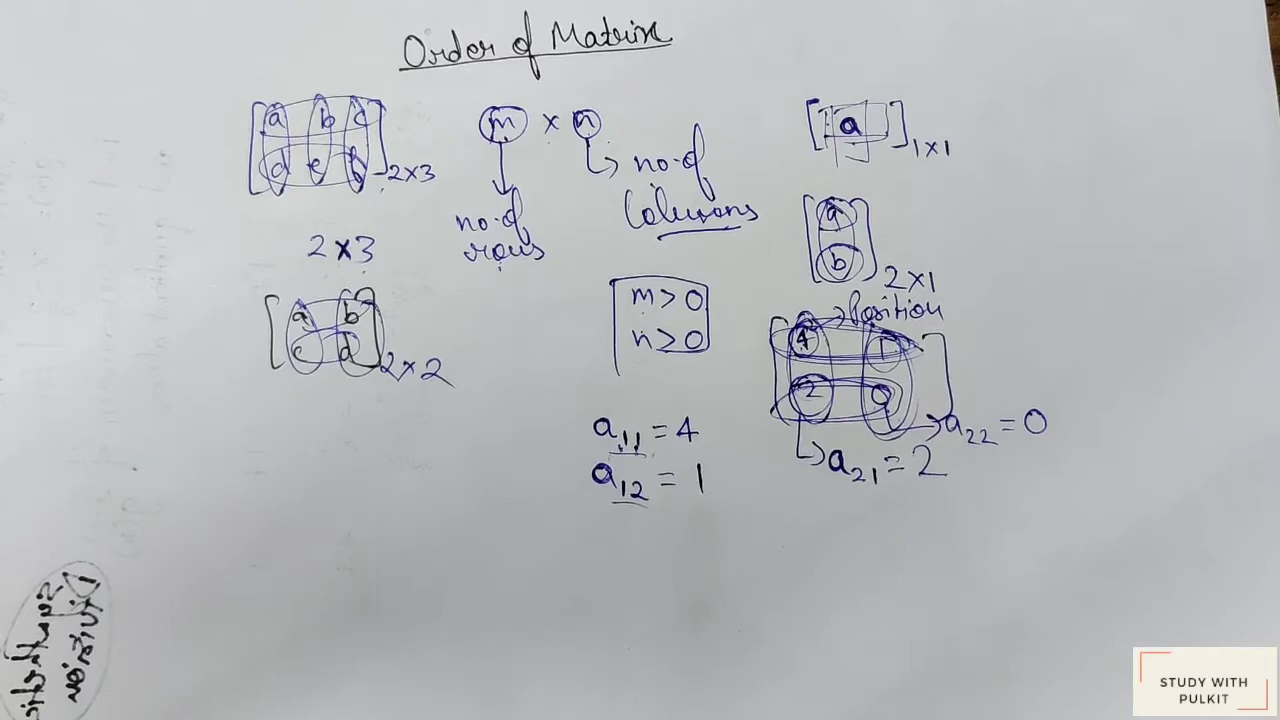 Order of Matrix
[a b c
d e f] 2×3
m × n
no. of rows
no. of Columns
2 × 3
[a b
c d] 2×2
m > 0
n > 0
a11 = 4
a12 = 1
[a] 1×1
[a
b] 2×1
Position
[4 1
2 0]
a22 = 0
a21 = 2
STUDY WITH
PULKIT